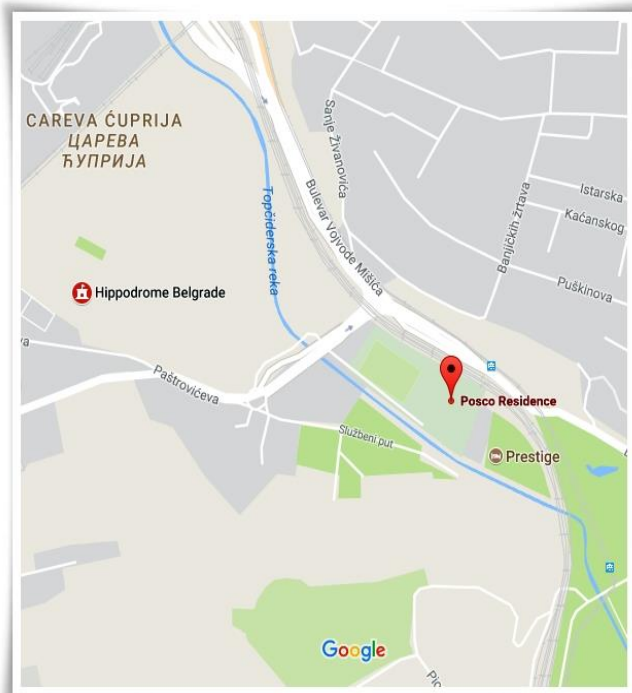 CAREVA ĆUPRIJA
ЦАРЕВА
ЋУПРИЈА
Topčiderska reka
Sanje Živanovića
Bulevar Vojvode Mišića
Banjičkih žrtava
Istarska
Kaćanskog
Puškinova
Hippodrome Belgrade
Paštrovićeva
Posco Residence
Službeni put
Prestige
Google